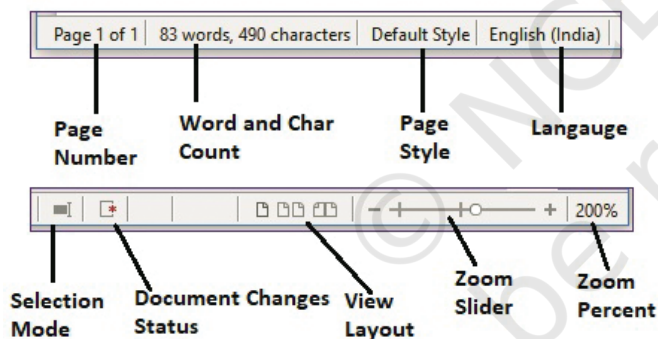 Page 1 of 1 83 words, 490 characters Default Style English (India)
Page Number
Word and Char Count
Page Style
Langauge
200%
Selection Mode
Document Changes Status
View Layout
Zoom Slider
Zoom Percent
©